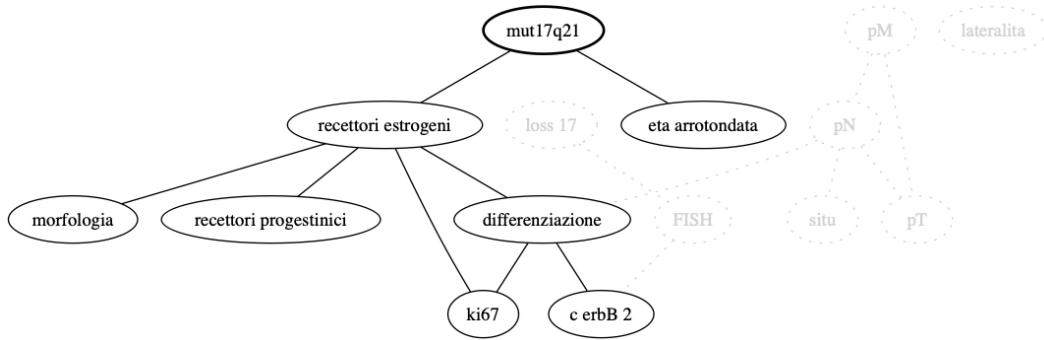 mut17q21
pM
lateralita
recettori estrogeni
loss 17
eta arrotondata
pN
morfologia
recettori progestinici
differenziazione
FISH
situ
pT
ki67
c erbB 2